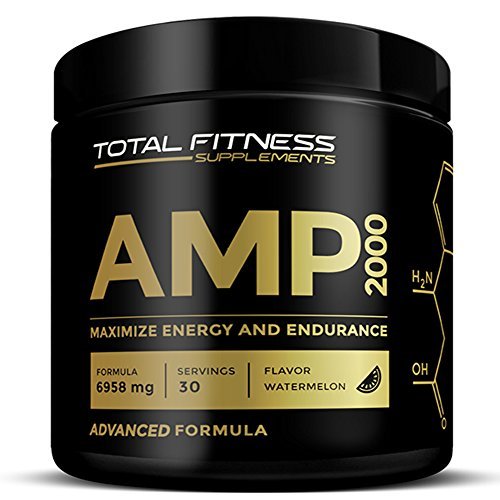 TOTAL FITNESS
SUPPLEMENTS
AMP 2000
MAXIMIZE ENERGY AND ENDURANCE
FORMULA
6958 mg
SERVINGS
30
FLAVOR
WATERMELON
ADVANCED FORMULA
H₂N
OH
O